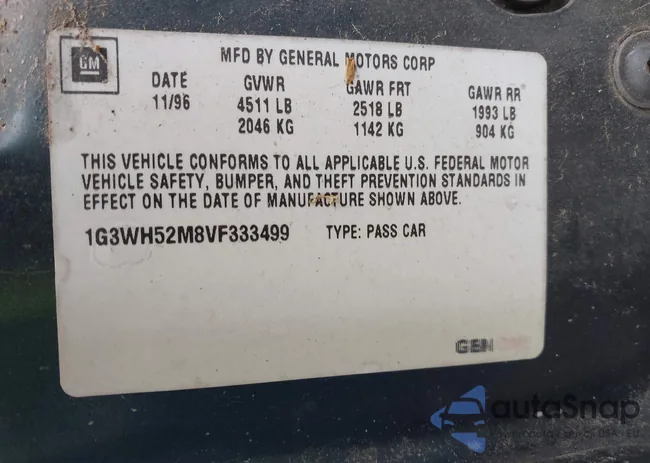 GM
MFD BY GENERAL MOTORS CORP
DATE GVWR GAWR FRT GAWR RR
11/96 4511 LB 2518 LB 1993 LB
2046 KG 1142 KG 904 KG
THIS VEHICLE CONFORMS TO ALL APPLICABLE U.S. FEDERAL MOTOR
VEHICLE SAFETY, BUMPER, AND THEFT PREVENTION STANDARDS IN
EFFECT ON THE DATE OF MANUFACTURE SHOWN ABOVE.
1G3WH52M8VF333499 TYPE: PASS CAR
GEN
autoSnap